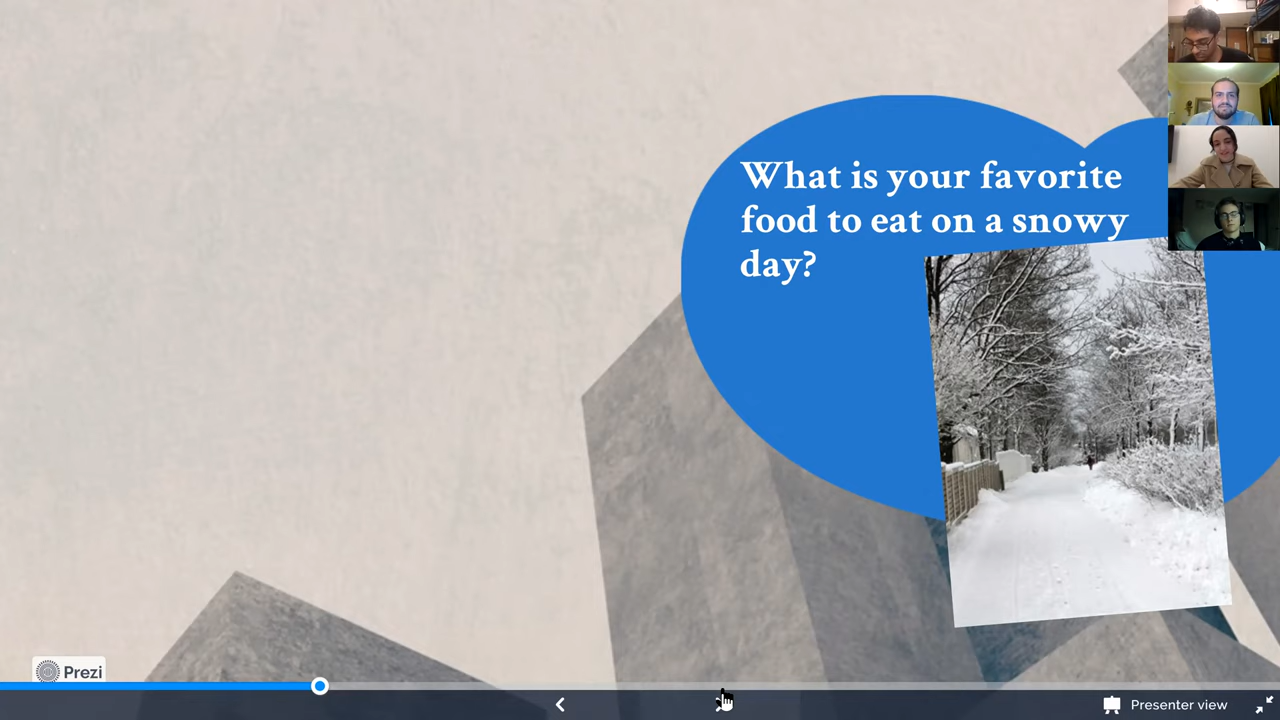 What is your favorite
food to eat on a snowy
day?
Prezi
Presenter view